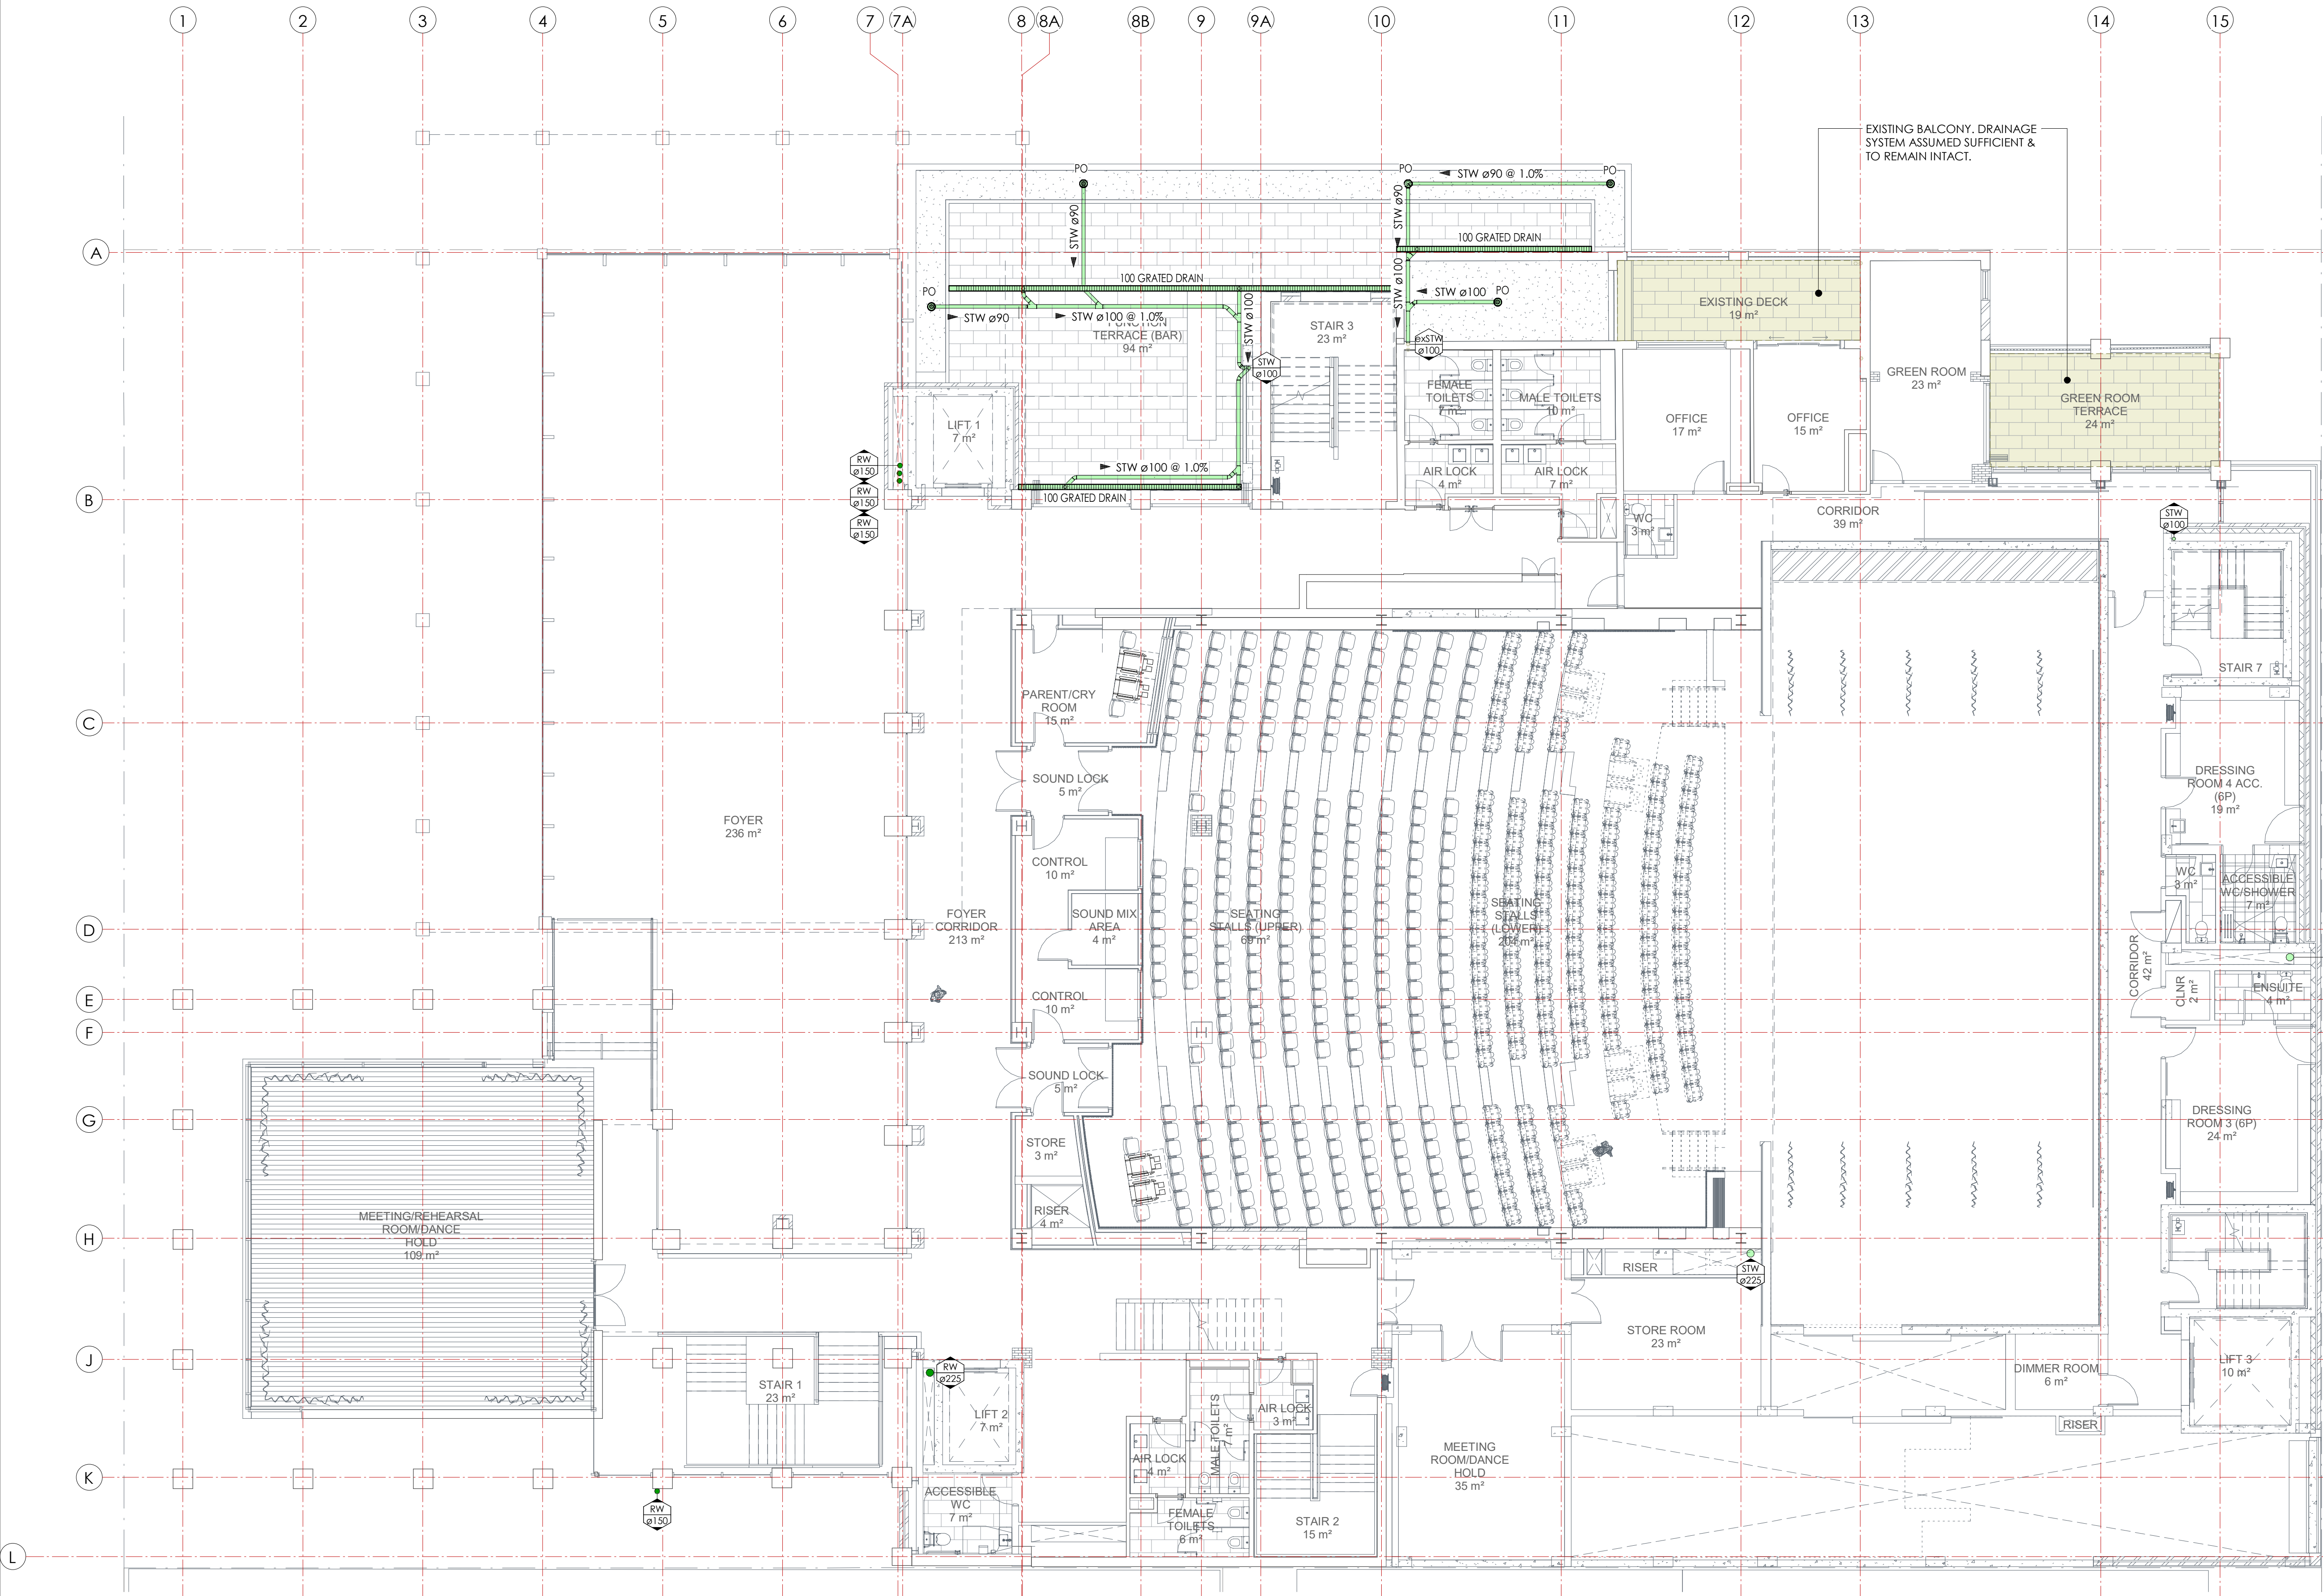 1
2
3
4
5
6
7
7A
8
8A
8B
9
9A
10
11
12
13
14
15
EXISTING BALCONY. DRAINAGE
SYSTEM ASSUMED SUFFICIENT &
TO REMAIN INTACT.
PO
PO
PO
STW ø90 @ 1.0%
STW ø90
STW ø90
A
100 GRATED DRAIN
100 GRATED DRAIN
STW ø100
PO
STW ø100
PO
STW ø90
STW ø100 @ 1.0%
STW ø100
FUNCTION
TERRACE (BAR)
94 m²
STAIR 3
23 m²
EXISTING DECK
19 m²
exSTW
ø100
STW
ø100
FEMALE
TOILETS
7 m²
MALE TOILETS
10 m²
OFFICE
17 m²
OFFICE
15 m²
GREEN ROOM
23 m²
GREEN ROOM
TERRACE
24 m²
LIFT 1
7 m²
RW
ø150
RW
ø150
RW
ø150
STW ø100 @ 1.0%
100 GRATED DRAIN
AIR LOCK
4 m²
AIR LOCK
7 m²
B
WC
3 m²
CORRIDOR
39 m²
STW
ø100
STAIR 7
PARENT/CRY
ROOM
15 m²
C
SOUND LOCK
5 m²
DRESSING
ROOM 4 ACC.
(6P)
19 m²
FOYER
236 m²
CONTROL
10 m²
WC
3 m²
ACCESSIBLE
WC/SHOWER
7 m²
D
FOYER
CORRIDOR
213 m²
SOUND MIX
AREA
4 m²
SEATING
STALLS (UPPER)
69 m²
SEATING
STALLS
(LOWER)
204 m²
CORRIDOR
42 m²
E
CONTROL
10 m²
CLNR
2 m²
ENSUITE
4 m²
F
SOUND LOCK
5 m²
G
STORE
3 m²
DRESSING
ROOM 3 (6P)
24 m²
RISER
4 m²
MEETING/REHEARSAL
ROOM/DANCE
HOLD
109 m²
H
RISER
STW
ø225
STORE ROOM
23 m²
J
RW
ø225
STAIR 1
23 m²
LIFT 2
7 m²
MALE TOILETS
7 m²
AIR LOCK
3 m²
DIMMER ROOM
6 m²
LIFT 3
10 m²
RISER
AIR LOCK
4 m²
MEETING
ROOM/DANCE
HOLD
35 m²
K
RW
ø150
ACCESSIBLE
WC
7 m²
FEMALE
TOILETS
6 m²
STAIR 2
15 m²
L